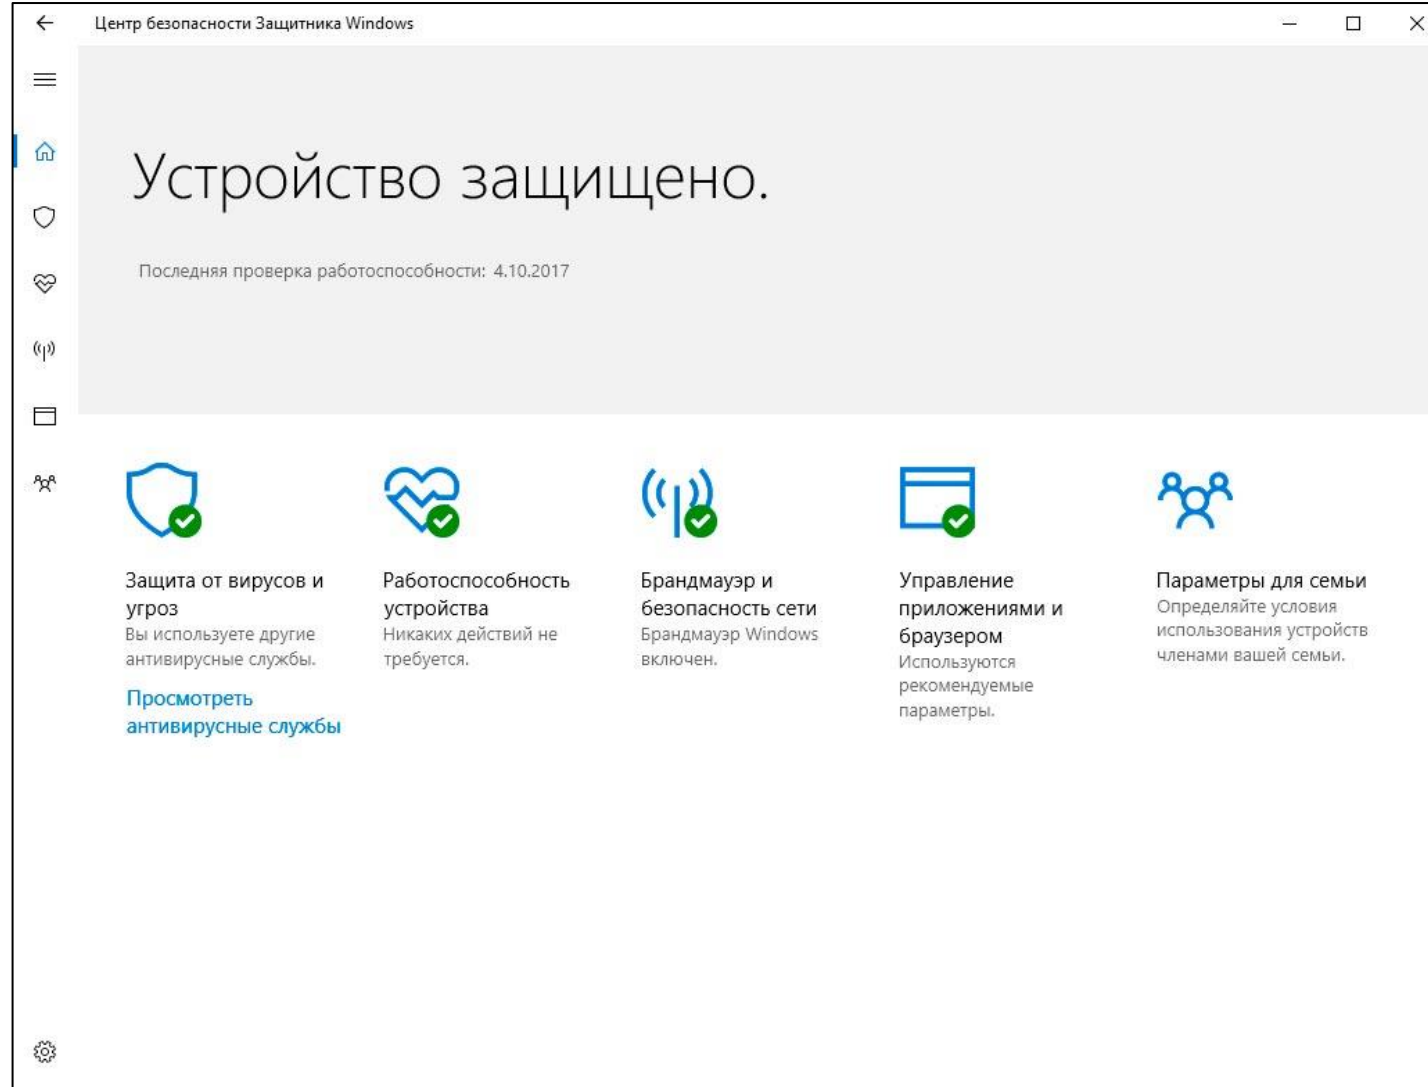 Центр безопасности Защитника Windows
Устройство защищено.
Последняя проверка работоспособности: 4.10.2017
Защита от вирусов и
угроз
Вы используете другие
антивирусные службы.
Просмотреть
антивирусные службы
Работоспособность
устройства
Никаких действий не
требуется.
Брандмауэр и
безопасность сети
Брандмауэр Windows
включен.
Управление
приложениями и
браузером
Используются
рекомендуемые
параметры.
Параметры для семьи
Определяйте условия
использования устройств
членами вашей семьи.